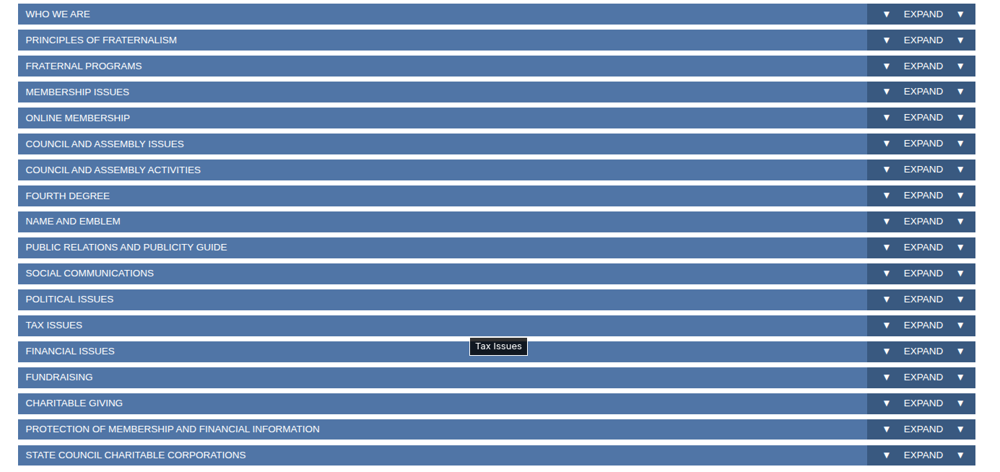 WHO WE ARE ▼ EXPAND ▼
PRINCIPLES OF FRATERNALISM ▼ EXPAND ▼
FRATERNAL PROGRAMS ▼ EXPAND ▼
MEMBERSHIP ISSUES ▼ EXPAND ▼
ONLINE MEMBERSHIP ▼ EXPAND ▼
COUNCIL AND ASSEMBLY ISSUES ▼ EXPAND ▼
COUNCIL AND ASSEMBLY ACTIVITIES ▼ EXPAND ▼
FOURTH DEGREE ▼ EXPAND ▼
NAME AND EMBLEM ▼ EXPAND ▼
PUBLIC RELATIONS AND PUBLICITY GUIDE ▼ EXPAND ▼
SOCIAL COMMUNICATIONS ▼ EXPAND ▼
POLITICAL ISSUES ▼ EXPAND ▼
TAX ISSUES ▼ EXPAND ▼
Tax Issues
FINANCIAL ISSUES ▼ EXPAND ▼
FUNDRAISING ▼ EXPAND ▼
CHARITABLE GIVING ▼ EXPAND ▼
PROTECTION OF MEMBERSHIP AND FINANCIAL INFORMATION ▼ EXPAND ▼
STATE COUNCIL CHARITABLE CORPORATIONS ▼ EXPAND ▼